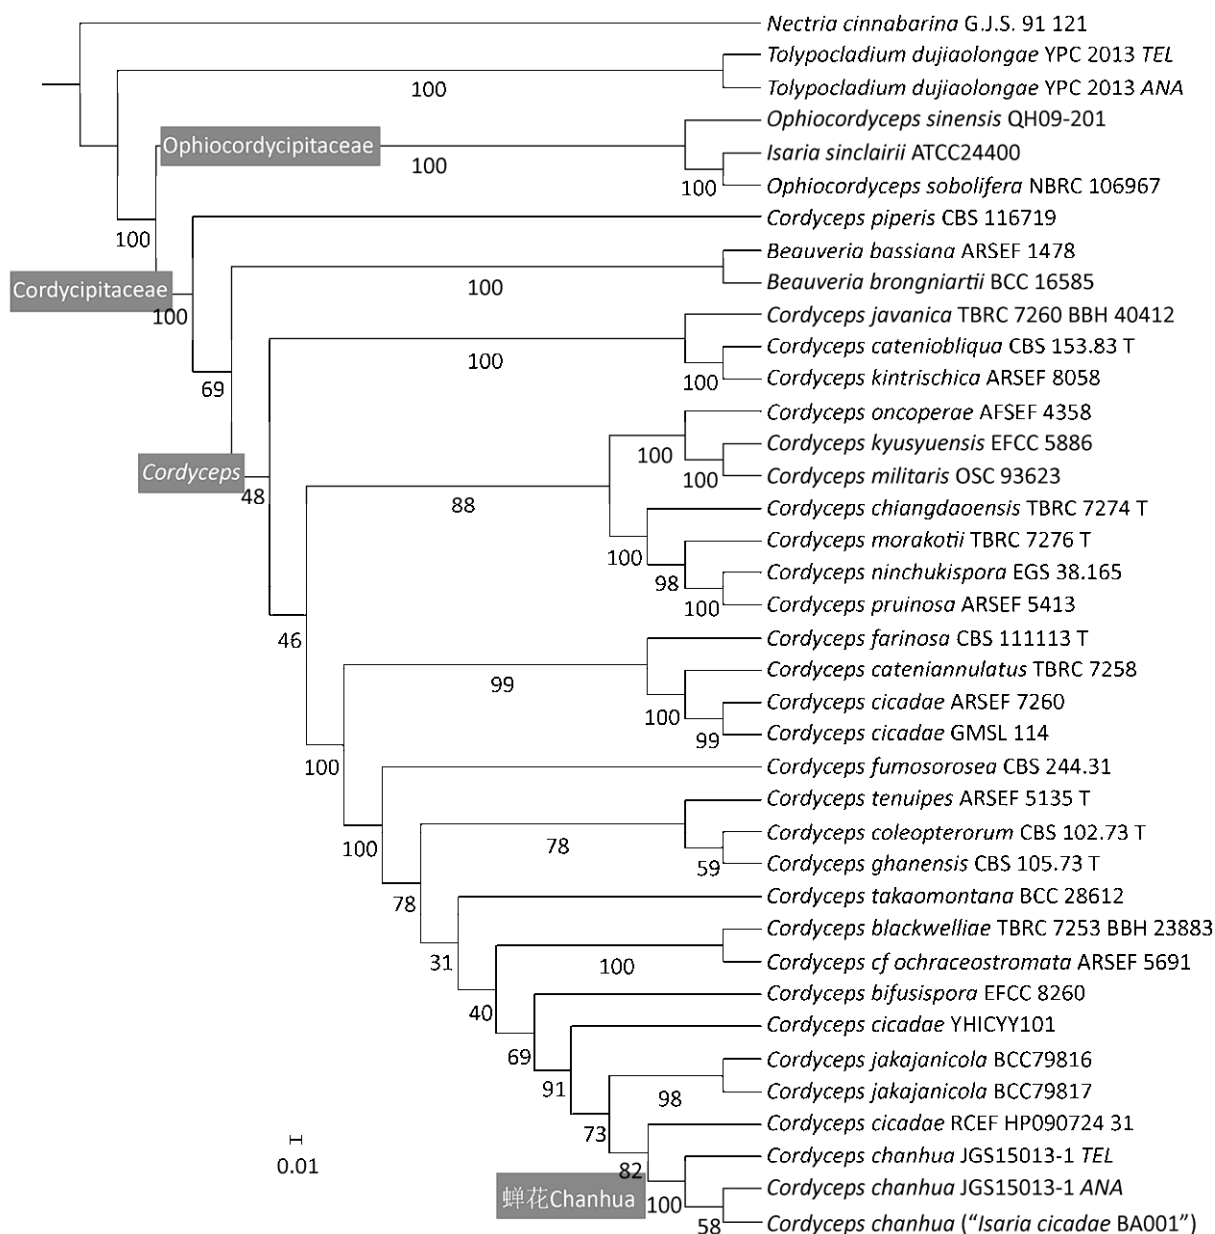 Nectria cinnabarina G.J.S. 91 121
Tolypocladium dujiaolongae YPC 2013 TEL
Tolypocladium dujiaolongae YPC 2013 ANA
100
Ophiocordyceps sinensis QH09-201
Ophiocordycipitaceae
100
Isaria sinclairii ATCC24400
100
Ophiocordyceps sobolifera NBRC 106967
Cordyceps piperis CBS 116719
100
Beauveria bassiana ARSEF 1478
Cordycipitaceae
100
Beauveria brongniartii BCC 16585
100
Cordyceps javanica TBRC 7260 BBH 40412
Cordyceps cateniobliqua CBS 153.83 T
100
100
Cordyceps kintrischica ARSEF 8058
69
Cordyceps oncoperae AFSEF 4358
Cordyceps kyusyuensis EFCC 5886
100
Cordyceps
100
Cordyceps militaris OSC 93623
48
88
Cordyceps chiangdaoensis TBRC 7274 T
Cordyceps morakotii TBRC 7276 T
100
Cordyceps ninchukispora EGS 38.165
98
100
Cordyceps pruinosa ARSEF 5413
46
Cordyceps farinosa CBS 111113 T
Cordyceps cateniannulatus TBRC 7258
99
Cordyceps cicadae ARSEF 7260
100
Cordyceps cicadae GMSL 114
99
100
Cordyceps fumosorosea CBS 244.31
Cordyceps tenuipes ARSEF 5135 T
Cordyceps coleopterorum CBS 102.73 T
100
78
59
Cordyceps ghanensis CBS 105.73 T
Cordyceps takaomontana BCC 28612
78
Cordyceps blackwelliae TBRC 7253 BBH 23883
31
100
Cordyceps cf ochraceostromata ARSEF 5691
Cordyceps bifusispora EFCC 8260
40
Cordyceps cicadae YHICYY101
69
Cordyceps jakajanicola BCC79816
91
98
Cordyceps jakajanicola BCC79817
Cordyceps cicadae RCEF HP090724 31
73
0.01
Cordyceps chanhua JGS15013-1 TEL
82
Cordyceps chanhua JGS15013-1 ANA
蝉花Chanhua
100
58
Cordyceps chanhua (“Isaria cicadae BA001”)